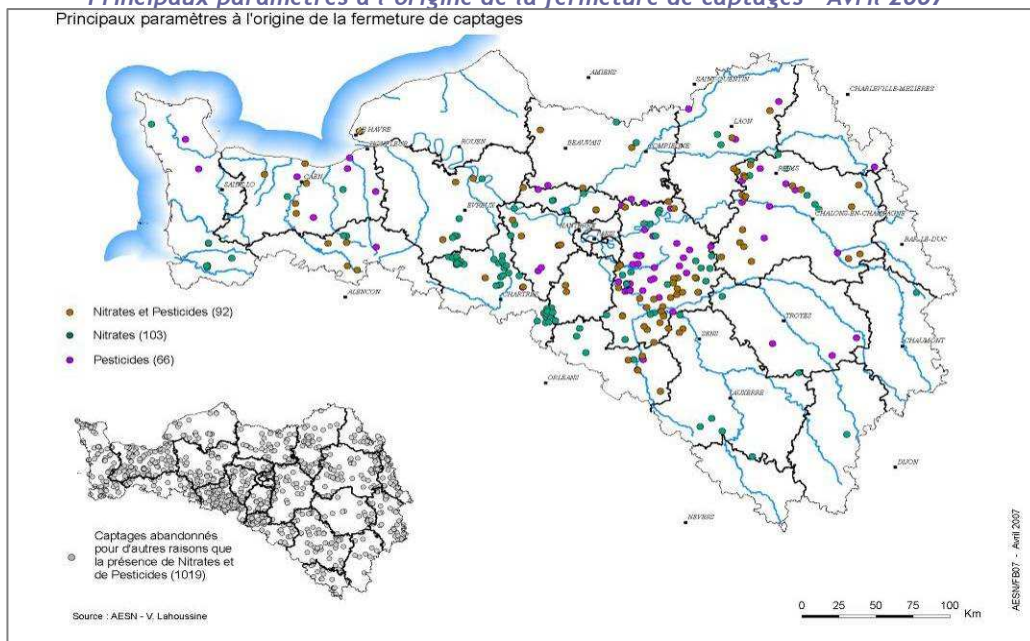 Principaux paramètres à l'origine de la fermeture de captages - Avril 2007
Principaux paramètres à l'origine de la fermeture de captages
AMIENS
SAINT-QUENTIN
CHARLEVILLE-MEZIERES
LAON
LE HAVRE
HONFLEUR
ROUEN
BEAUVAIS
COMPIEGNE
REIMS
CAEN
SAINT-LO
EVREUX
CHALONS-EN-CHAMPAGNE
BAR-LE-DUC
ALENCON
CHARTRES
TROYES
SENS
CHAUMONT
ORLEANS
AUXERRE
DIJON
NEVERS
Nitrates et Pesticides (92)
Nitrates (103)
Pesticides (66)
Captages abandonnés
pour d'autres raisons que
la présence de Nitrates et
de Pesticides (1019)
Source : AESN - V. Lahoussine
0 25 50 75 100
Km
AESN/FB07 - Avril 2007